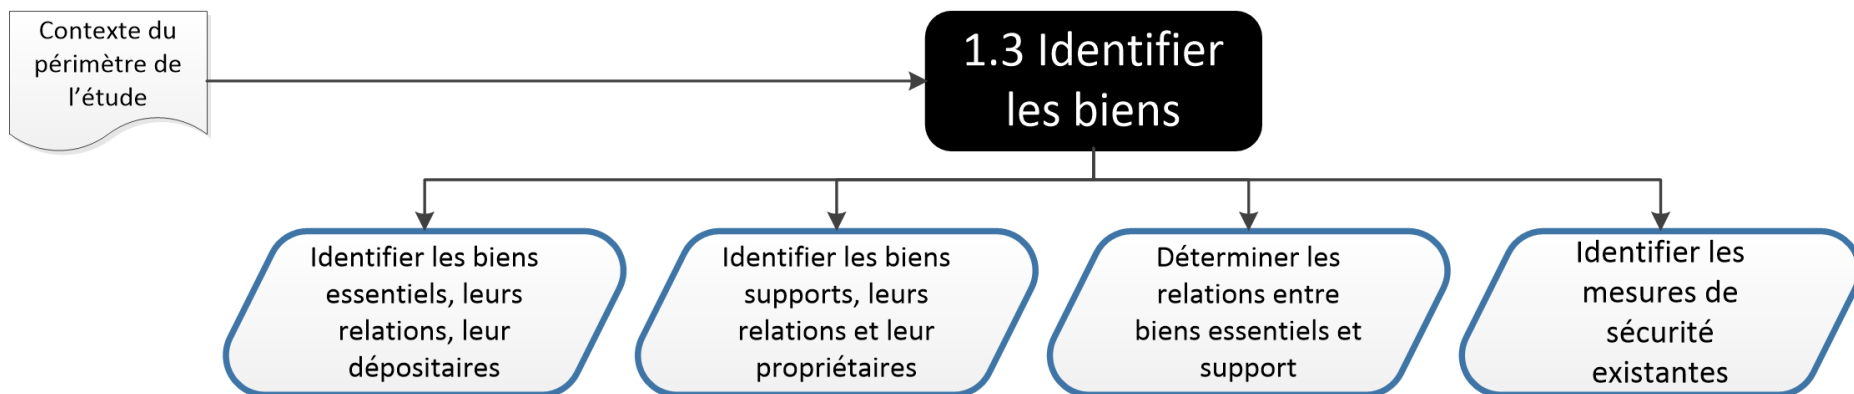 Contexte du
périmètre de
l’étude
1.3 Identifier
les biens
Identifier les biens
essentiels, leurs
relations, leur
dépositaires
Identifier les biens
supports, leurs
relations et leur
propriétaires
Déterminer les
relations entre
biens essentiels et
support
Identifier les
mesures de
sécurité
existantes